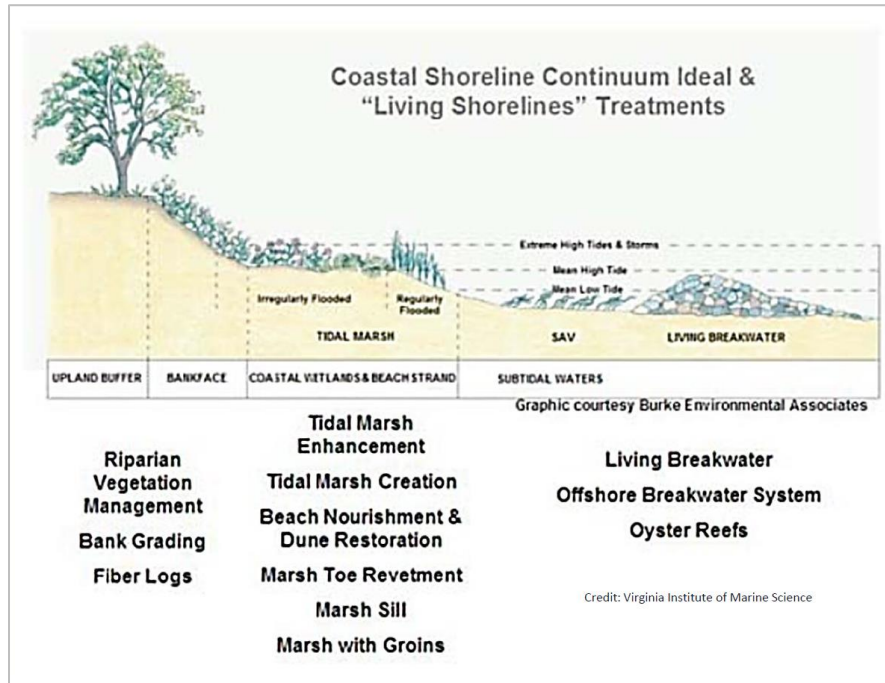 Coastal Shoreline Continuum Ideal &
“Living Shorelines” Treatments
Extreme High Tides & Storms
Mean High Tide
Mean Low Tide
Irregularly Flooded
Regularly
Flooded
TIDAL MARSH
SAV
LIVING BREAKWATER
UPLAND BUFFER
BANKFACE
COASTAL WETLANDS & BEACH STRAND
SUBTIDAL WATERS
Graphic courtesy Burke Environmental Associates
Riparian
Vegetation
Management
Bank Grading
Fiber Logs
Tidal Marsh
Enhancement
Tidal Marsh Creation
Beach Nourishment &
Dune Restoration
Marsh Toe Revetment
Marsh Sill
Marsh with Groins
Living Breakwater
Offshore Breakwater System
Oyster Reefs
Credit: Virginia Institute of Marine Science